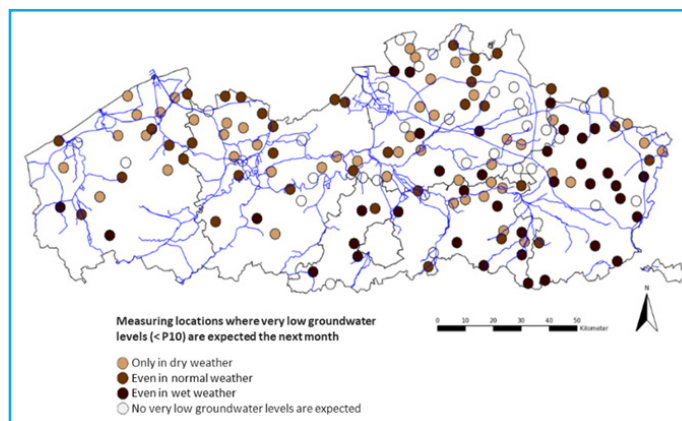 N
0 10 20 30 40 50
Kilometer
Measuring locations where very low groundwater
levels (< P10) are expected the next month
Only in dry weather
Even in normal weather
Even in wet weather
No very low groundwater levels are expected